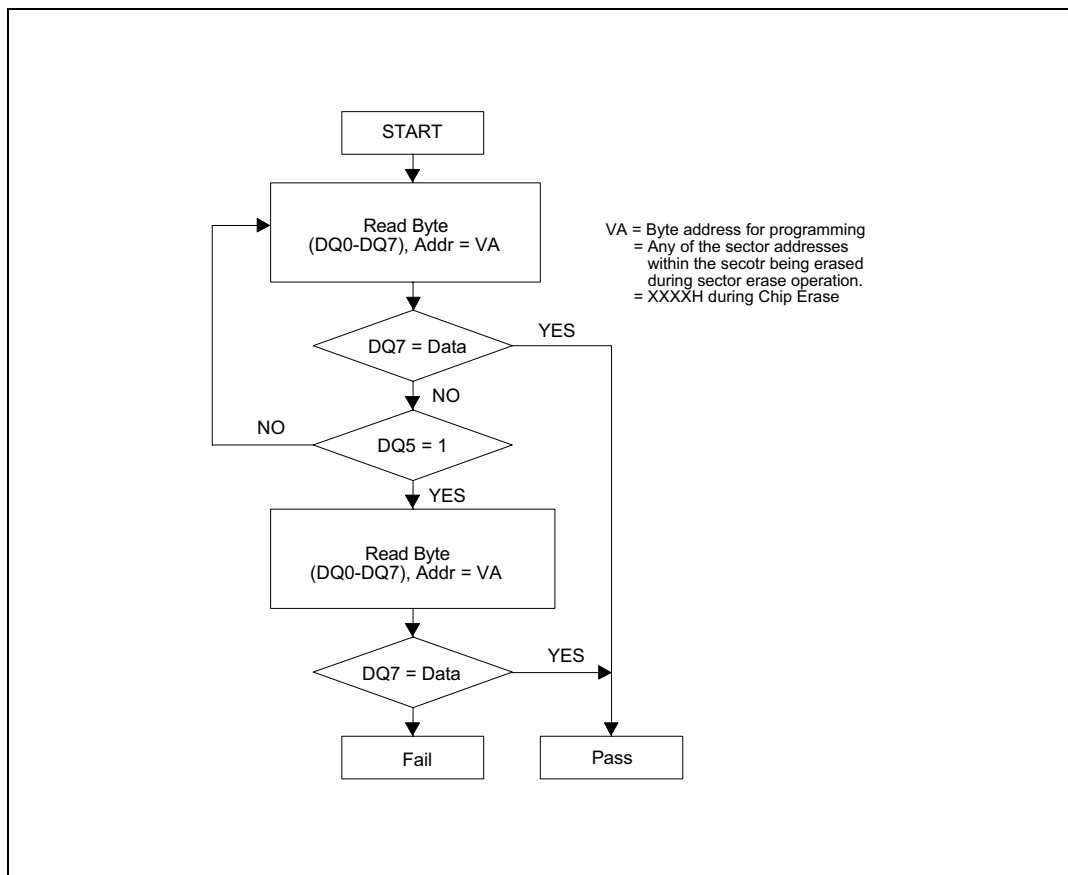 START
Read Byte
(DQ0-DQ7), Addr = VA
VA = Byte address for programming
= Any of the sector addresses
within the secotr being erased
during sector erase operation.
= XXXXH during Chip Erase
DQ7 = Data
YES
NO
DQ5 = 1
NO
YES
Read Byte
(DQ0-DQ7), Addr = VA
DQ7 = Data
YES
Fail
Pass